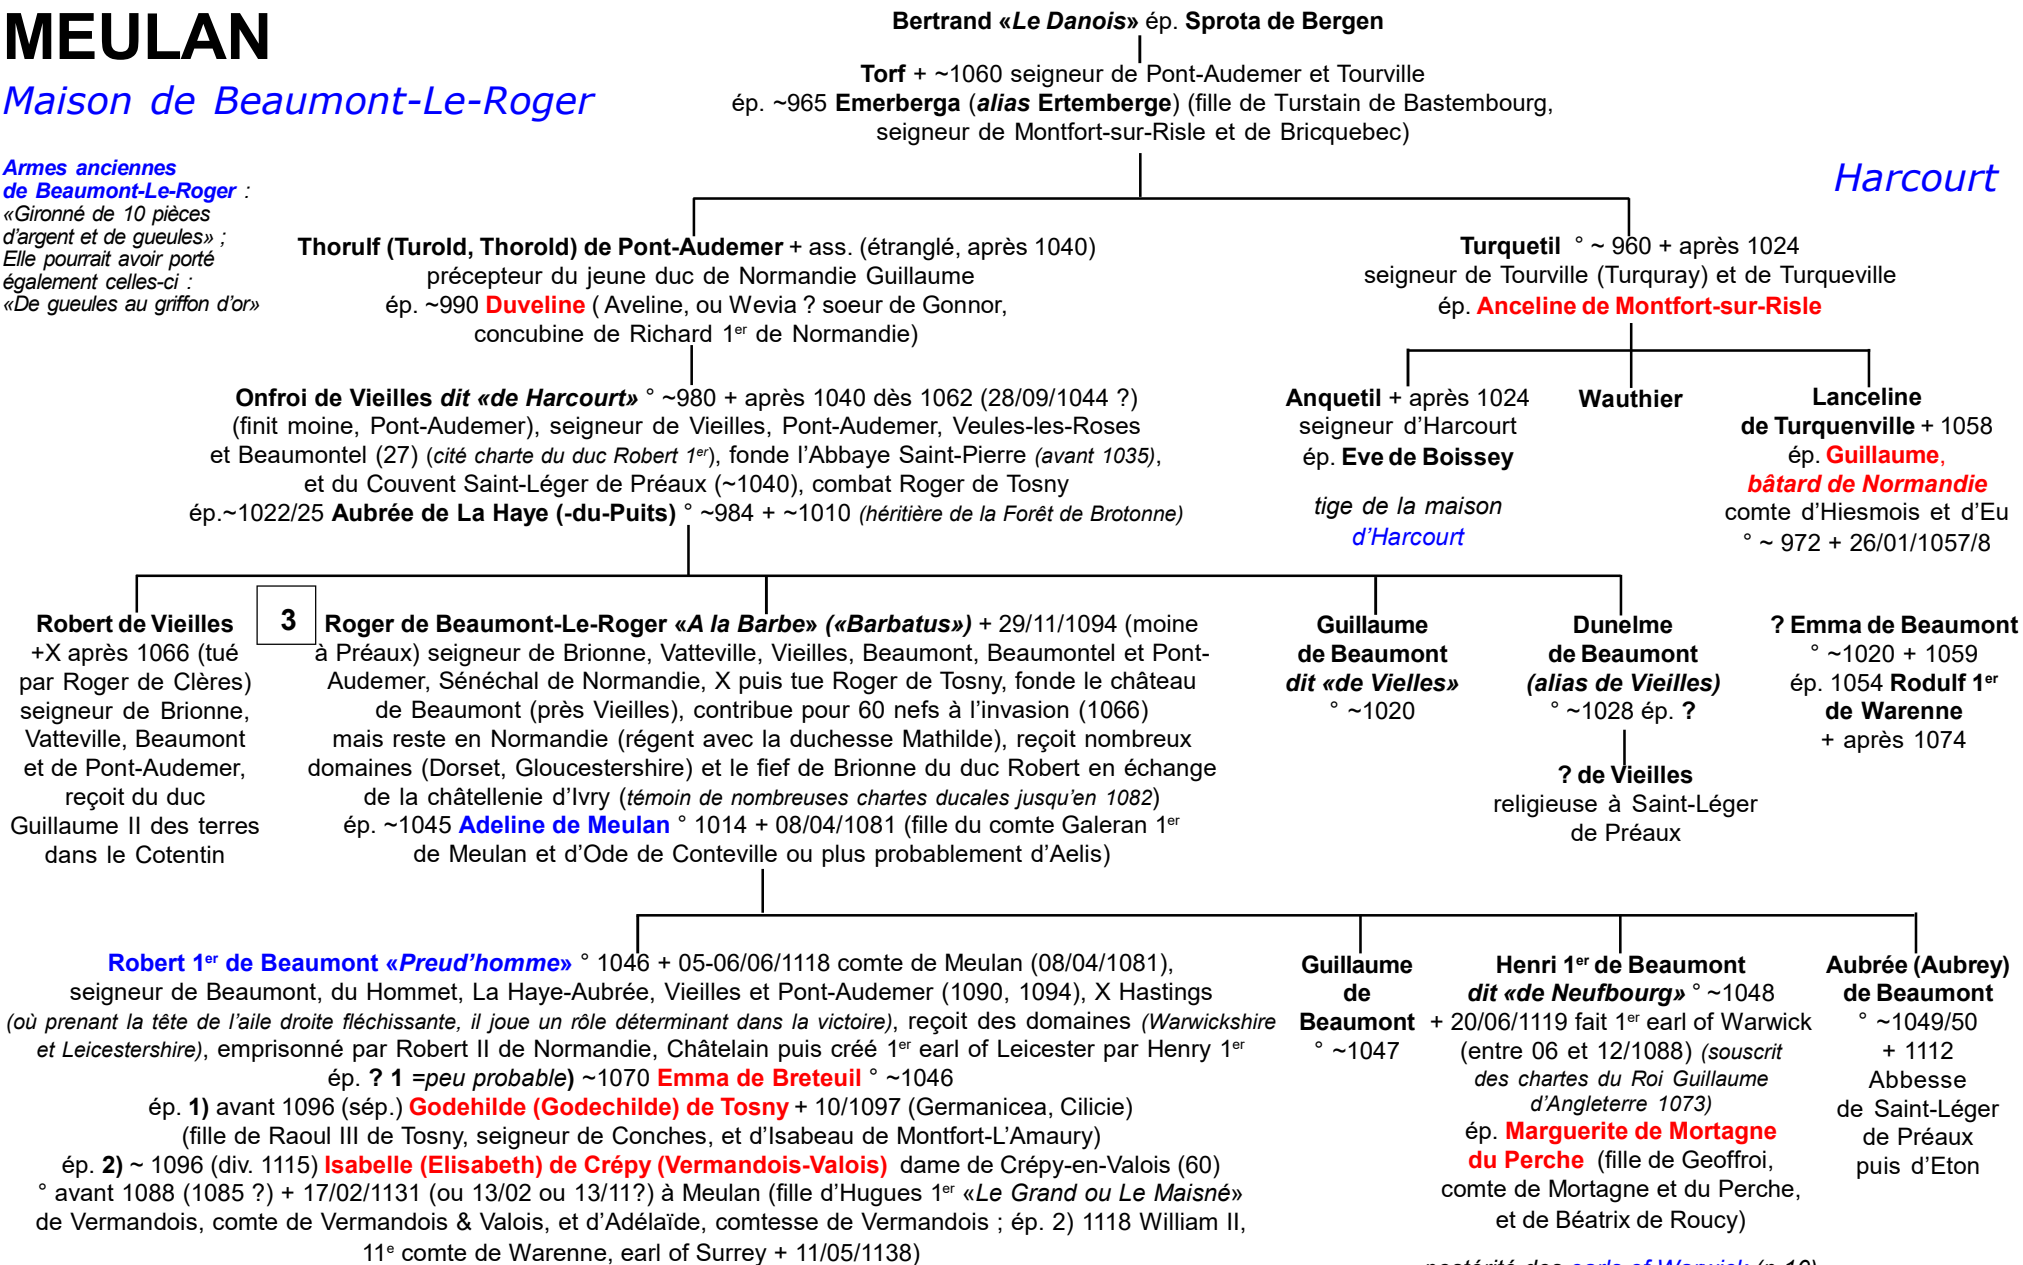 MEULAN
Maison de Beaumont-Le-Roger
Bertrand «Le Danois» ép. Sprota de Bergen
Torf + ~1060 seigneur de Pont-Audemer et Tourville
ép. ~965 Emerberga (alias Ertemberge) (fille de Turstain de Bastembourg,
seigneur de Montfort-sur-Risle et de Bricquebec)
Armes anciennes
de Beaumont-Le-Roger :
«Gironné de 10 pièces
d'argent et de gueules» ;
Elle pourrait avoir porté
également celles-ci :
«De gueules au griffon d'or»
Harcourt
Thorulf (Turold, Thorold) de Pont-Audemer + ass. (étranglé, après 1040)
précepteur du jeune duc de Normandie Guillaume
ép. ~990 Duveline ( Aveline, ou Wevia ? soeur de Gonnor,
concubine de Richard 1er de Normandie)
Turquetil ° ~ 960 + après 1024
seigneur de Tourville (Turquray) et de Turqueville
ép. Anceline de Montfort-sur-Risle
Onfroi de Vieilles dit «de Harcourt» ° ~980 + après 1040 dès 1062 (28/09/1044 ?)
(finit moine, Pont-Audemer), seigneur de Vieilles, Pont-Audemer, Veules-les-Roses
et Beaumontel (27) (cité charte du duc Robert 1er), fonde l'Abbaye Saint-Pierre (avant 1035),
et du Couvent Saint-Léger de Préaux (~1040), combat Roger de Tosny
ép.~1022/25 Aubrée de La Haye (-du-Puits) ° ~984 + ~1010 (héritière de la Forêt de Brotonne)
Anquetil + après 1024
seigneur d'Harcourt
ép. Eve de Boissey
tige de la maison
d'Harcourt
Wauthier
Lanceline
de Turquenville + 1058
ép. Guillaume,
bâtard de Normandie
comte d'Hiesmois et d'Eu
° ~ 972 + 26/01/1057/8
Robert de Vieilles
+X après 1066 (tué
par Roger de Clères)
seigneur de Brionne,
Vatteville, Beaumont
et de Pont-Audemer,
reçoit du duc
Guillaume II des terres
dans le Cotentin
3
Roger de Beaumont-Le-Roger «A la Barbe» («Barbatus») + 29/11/1094 (moine
à Préaux) seigneur de Brionne, Vatteville, Vieilles, Beaumont, Beaumontel et Pont-
Audemer, Sénéchal de Normandie, X puis tue Roger de Tosny, fonde le château
de Beaumont (près Vieilles), contribue pour 60 nefs à l'invasion (1066)
mais reste en Normandie (régent avec la duchesse Mathilde), reçoit nombreux
domaines (Dorset, Gloucestershire) et le fief de Brionne du duc Robert en échange
de la châtellenie d'Ivry (témoin de nombreuses chartes ducales jusqu'en 1082)
ép. ~1045 Adeline de Meulan ° 1014 + 08/04/1081 (fille du comte Galeran 1er
de Meulan et d'Ode de Conteville ou plus probablement d'Aelis)
Guillaume
de Beaumont
dit «de Vielles»
° ~1020
Dunelme
de Beaumont
(alias de Vieilles)
° ~1028 ép. ?
? de Vieilles
religieuse à Saint-Léger
de Préaux
? Emma de Beaumont
° ~1020 + 1059
ép. 1054 Rodulf 1er
de Warenne
+ après 1074
Robert 1er de Beaumont «Preud'homme» ° 1046 + 05-06/06/1118 comte de Meulan (08/04/1081),
seigneur de Beaumont, du Hommet, La Haye-Aubrée, Vieilles et Pont-Audemer (1090, 1094), X Hastings
(où prenant la tête de l'aile droite fléchissante, il joue un rôle déterminant dans la victoire), reçoit des domaines (Warwickshire
et Leicestershire), emprisonné par Robert II de Normandie, Châtelain puis créé 1er earl of Leicester par Henry 1er
ép. ? 1 =peu probable) ~1070 Emma de Breteuil ° ~1046
ép. 1) avant 1096 (sép.) Godehilde (Godechilde) de Tosny + 10/1097 (Germanicea, Cilicie)
(fille de Raoul III de Tosny, seigneur de Conches, et d'Isabeau de Montfort-L'Amaury)
ép. 2) ~ 1096 (div. 1115) Isabelle (Elisabeth) de Crépy (Vermandois-Valois) dame de Crépy-en-Valois (60)
° avant 1088 (1085 ?) + 17/02/1131 (ou 13/02 ou 13/11?) à Meulan (fille d'Hugues 1er «Le Grand ou Le Maisné»
de Vermandois, comte de Vermandois & Valois, et d'Adélaïde, comtesse de Vermandois ; ép. 2) 1118 William II,
11e comte de Warenne, earl of Surrey + 11/05/1138)
Guillaume
de
Beaumont
° ~1047
Henri 1er de Beaumont
dit «de Neufbourg» ° ~1048
+ 20/06/1119 fait 1er earl of Warwick
(entre 06 et 12/1088) (souscrit
des chartes du Roi Guillaume
d'Angleterre 1073)
ép. Marguerite de Mortagne
du Perche (fille de Geoffroi,
comte de Mortagne et du Perche,
et de Béatrix de Roucy)
postérité des earls of Warwick (p.10)
Aubrée (Aubrey)
de Beaumont
° ~1049/50
+ 1112
Abbesse
de Saint-Léger
de Préaux
puis d'Eton